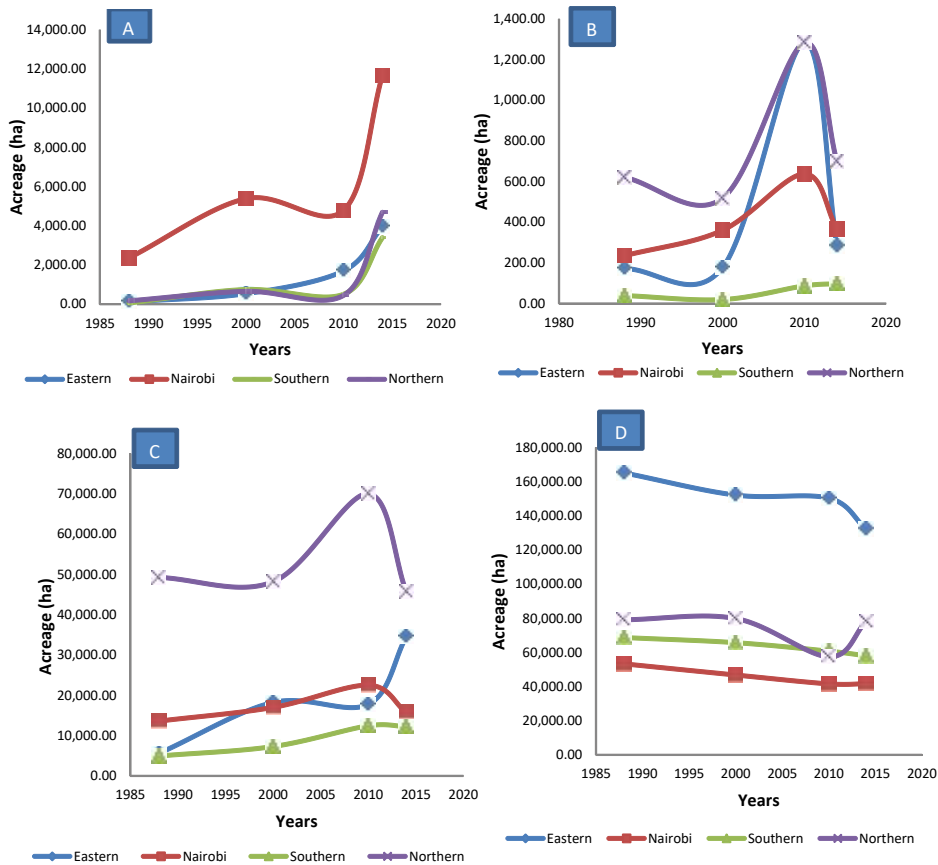 A
14,000.00
12,000.00
10,000.00
8,000.00
6,000.00
4,000.00
2,000.00
0.00
Acreage (ha)
1985 1990 1995 2000 2005 2010 2015 2020
Years
Eastern Nairobi Southern Northern
B
1,400.00
1,200.00
1,000.00
800.00
600.00
400.00
200.00
0.00
Acreage (ha)
1980 1990 2000 2010 2020
Years
Eastern Nairobi Southern Northern
C
80,000.00
70,000.00
60,000.00
50,000.00
40,000.00
30,000.00
20,000.00
10,000.00
0.00
Acreage (ha)
1985 1990 1995 2000 2005 2010 2015 2020
Years
Eastern Nairobi Southern Northern
D
180,000.00
160,000.00
140,000.00
120,000.00
100,000.00
80,000.00
60,000.00
40,000.00
20,000.00
0.00
Acreage (ha)
1985 1990 1995 2000 2005 2010 2015 2020
Years
Eastern Nairobi Southern Northern